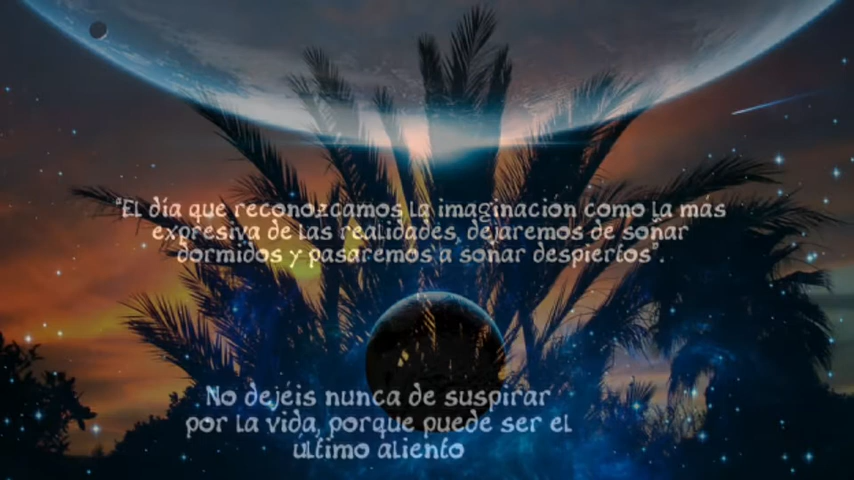 "El día que reconozcamos la imaginación como la más
expresiva de las realidades, dejaremos de soñar
dormidos y pasaremos a soñar despiertos".
No dejéis nunca de suspirar
por la vida, porque puede ser el
último aliento